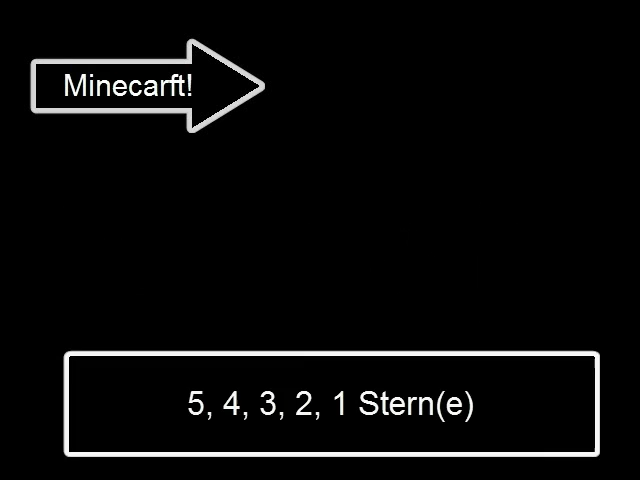 Minecarft!
5, 4, 3, 2, 1 Stern(e)